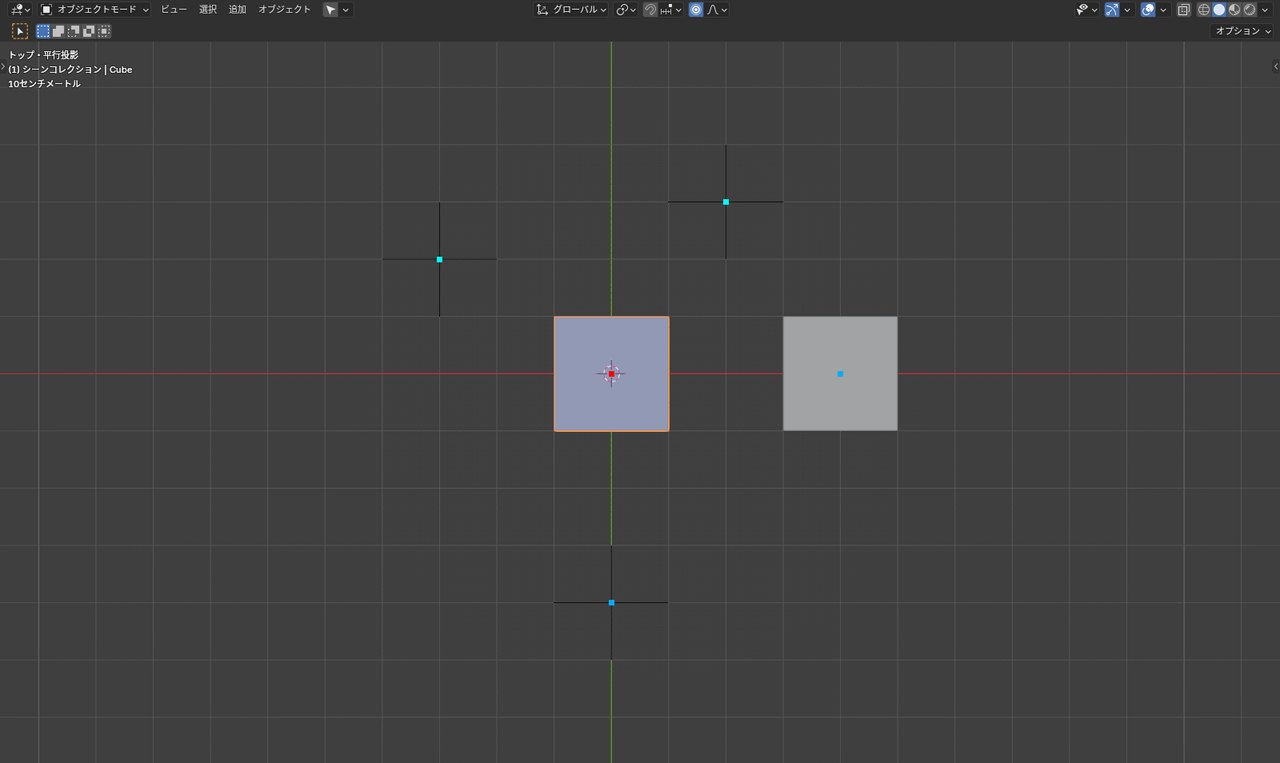 オブジェクトモード ビュー 選択 追加 オブジェクト グローバル
オプション
トップ・平行投影
(1) シーンコレクション | Cube
10センチメートル